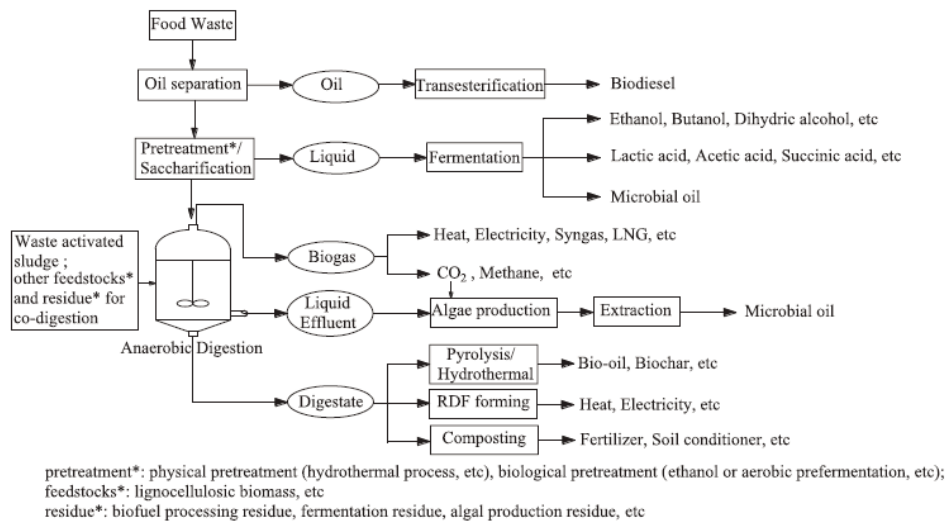 Food Waste
Oil separation
Oil
Transesterification
Biodiesel
Ethanol, Butanol, Dihydric alcohol, etc
Pretreatment*/
Saccharification
Liquid
Fermentation
Lactic acid, Acetic acid, Succinic acid, etc
Microbial oil
Waste activated
sludge ;
other feedstocks*
and residue* for
co-digestion
Anaerobic Digestion
Biogas
Heat, Electricity, Syngas, LNG, etc
CO2 , Methane, etc
Liquid
Effluent
Algae production
Extraction
Microbial oil
Digestate
Pyrolysis/
Hydrothermal
Bio-oil, Biochar, etc
RDF forming
Heat, Electricity, etc
Composting
Fertilizer, Soil conditioner, etc
pretreatment*: physical pretreatment (hydrothermal process, etc), biological pretreatment (ethanol or aerobic prefermentation, etc);
feedstocks*: lignocellulosic biomass, etc
residue*: biofuel processing residue, fermentation residue, algal production residue, etc